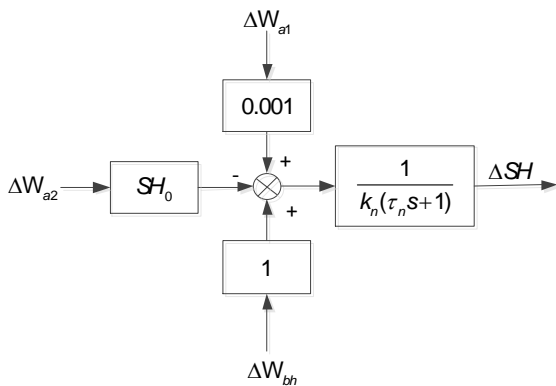 ΔW_a1
0.001
+
-
ΔW_a2
SH_0
+
1
k_n(τ_n s+1)
ΔSH
1
ΔW_bh